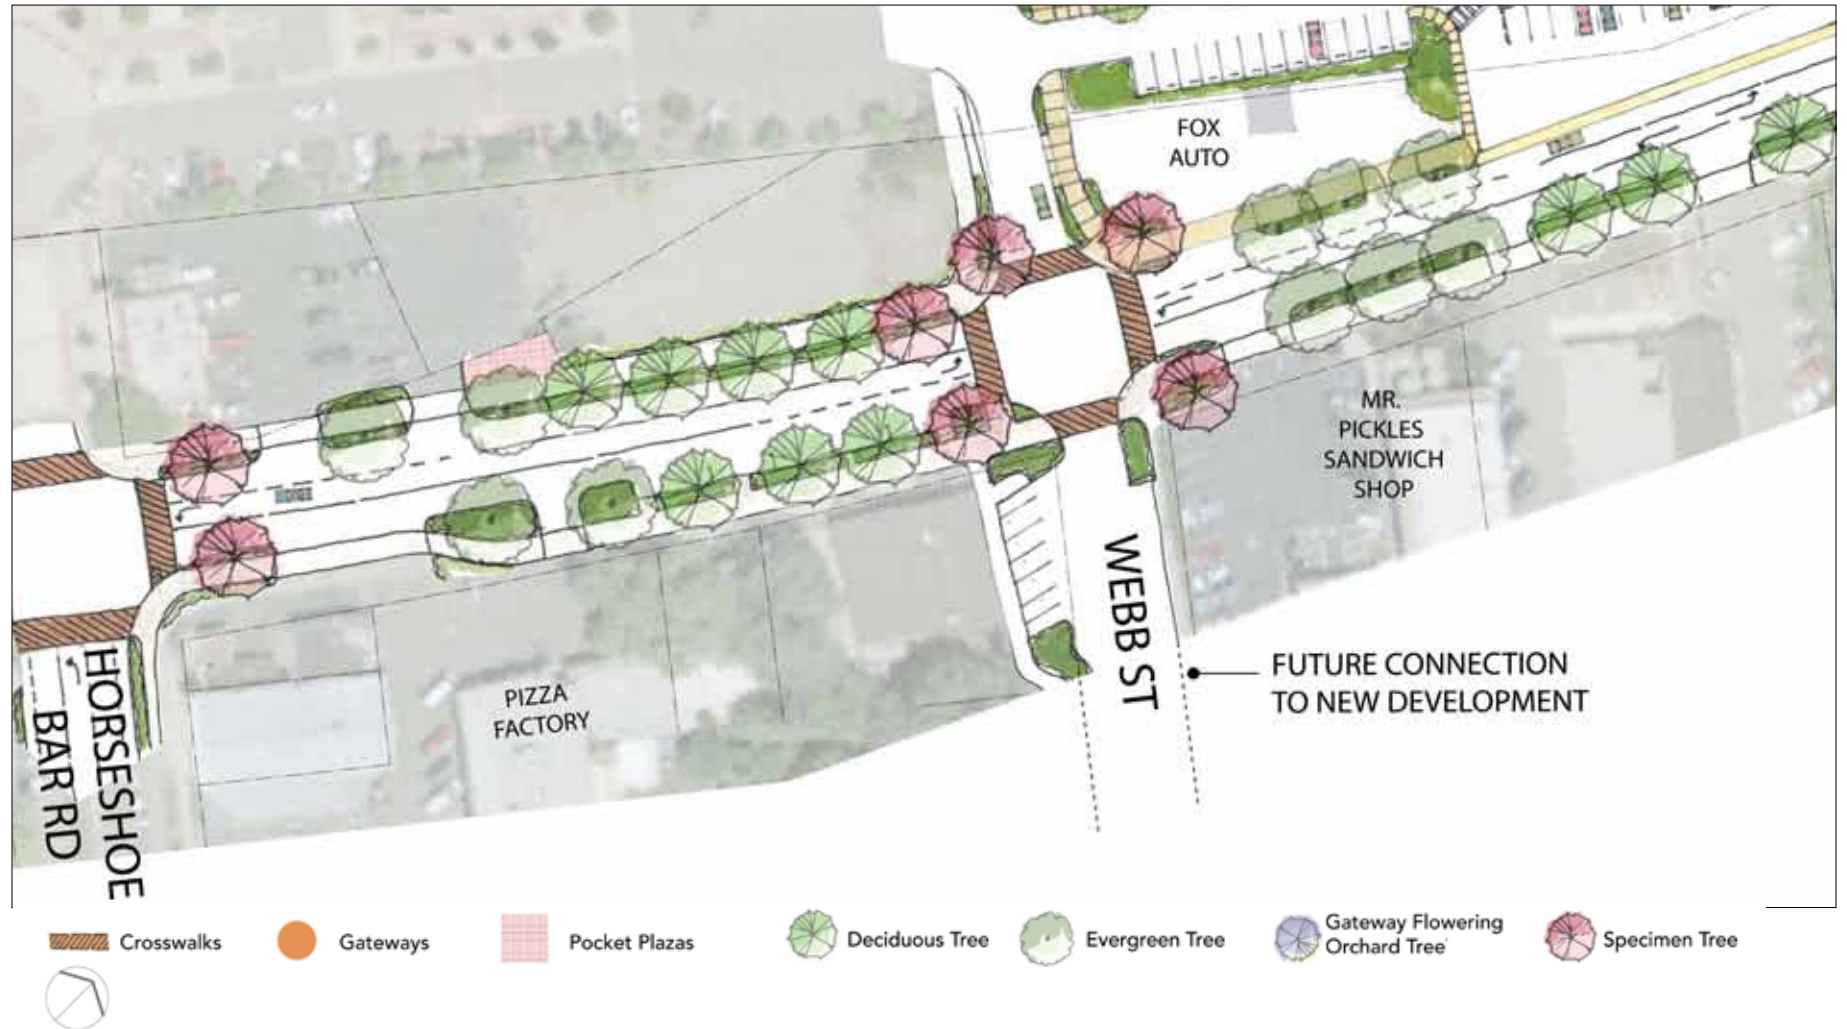 FOX
AUTO
MR.
PICKLES
SANDWICH
SHOP
WEBB ST
FUTURE CONNECTION
TO NEW DEVELOPMENT
PIZZA
FACTORY
HORSESHOE
BAR RD
Crosswalks
Gateways
Pocket Plazas
Deciduous Tree
Evergreen Tree
Gateway Flowering
Orchard Tree
Specimen Tree